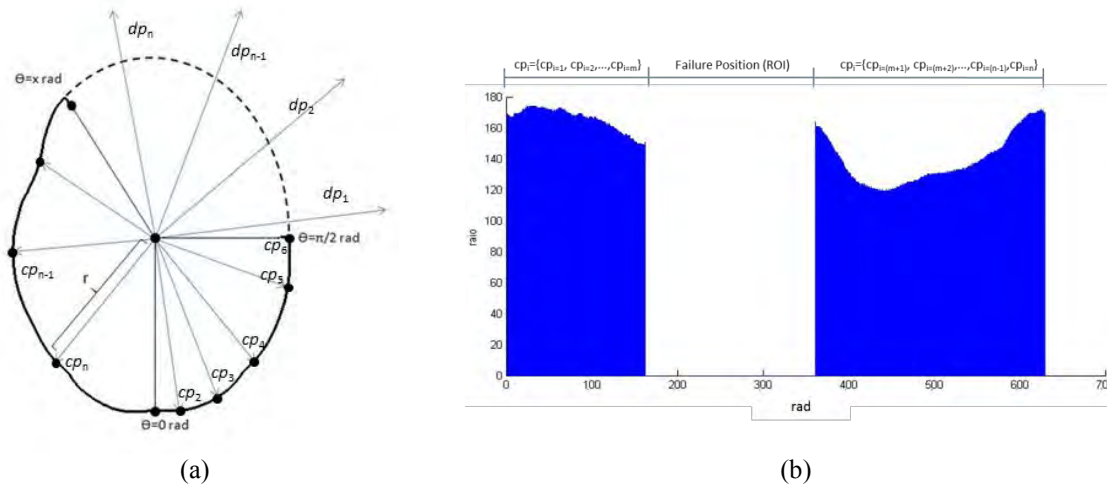 dpₙ
dpₙ₋₁
dp₂
dp₁
Θ=x rad
Θ=π/2 rad
cp₆
cp₅
cp₄
cp₃
cp₂
Θ=0 rad
cpₙ
cpₙ₋₁
r
(a)
cpᵢ={cpᵢ₌₁, cpᵢ₌₂,...,cpᵢ₌ₘ}
Failure Position (ROI)
cpᵢ={cpᵢ₌₍ₘ₊₁₎, cpᵢ₌₍ₘ₊₂₎,...,cpᵢ₌₍ₙ₋₁₎,cpᵢ₌ₙ}
180
160
140
120
100
80
60
40
20
0
raio
0 100 200 300 400 500 600 700
rad
(b)